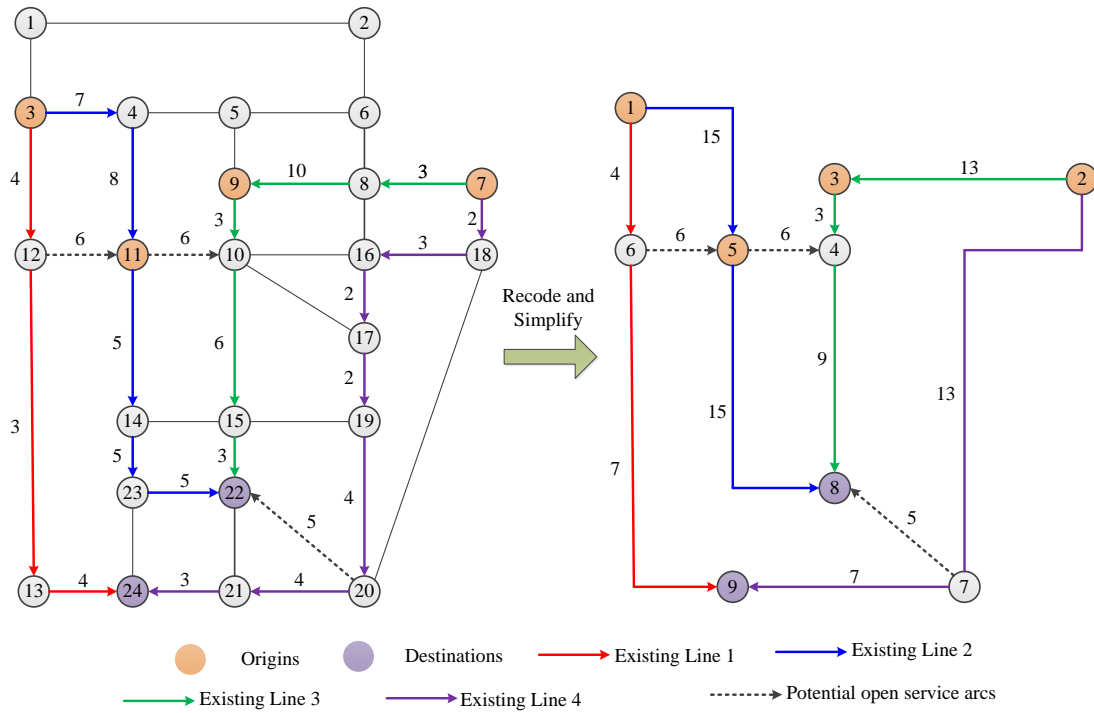 1 2
7
3 4 5 6
1
15
4 8 10 3
9 8 7
4 3 13 2
3 2 3
6 6 3
12 11 10 16 18
6 6
6 5 4
2
Recode and
Simplify
17
5 6 2
9
13
3
14 15 19
15
5 3
5
23 22
4
7
8
5
5
13 4 24 3 21 4 20
9 7 7
Origins Destinations Existing Line 1 Existing Line 2
Existing Line 3 Existing Line 4 Potential open service arcs